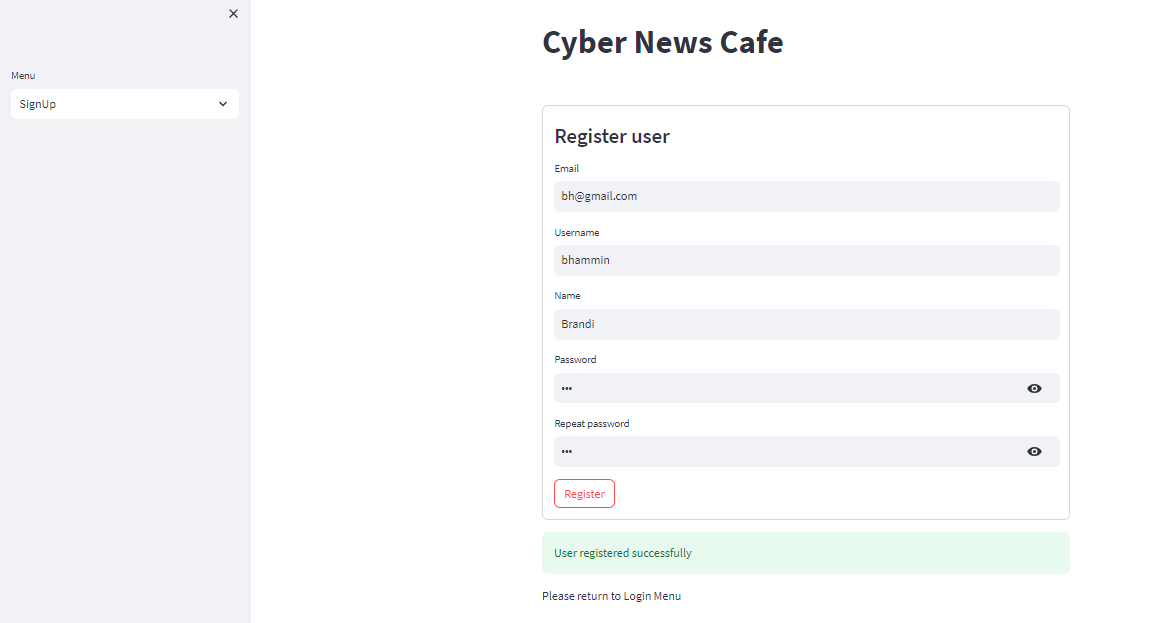 Menu
SignUp
Cyber News Cafe
Register user
Email
bh@gmail.com
Username
bhammin
Name
Brandi
Password
•••
Repeat password
•••
Register
User registered successfully
Please return to Login Menu